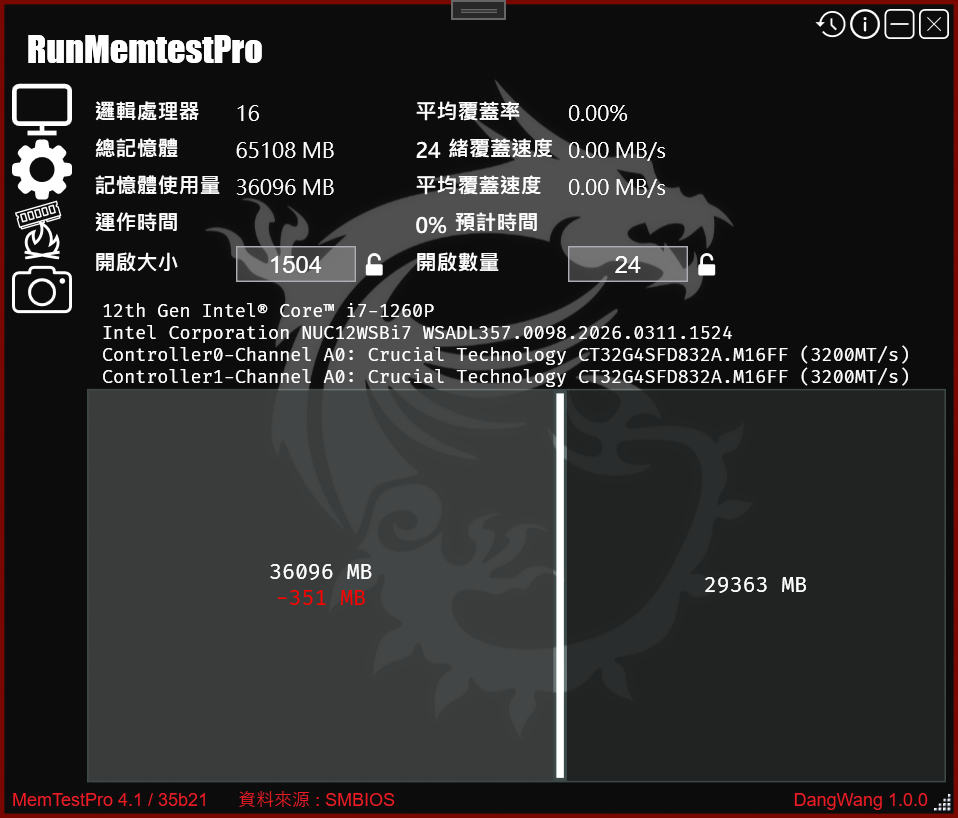 RunMemtestPro
邏輯處理器 16 平均覆蓋率 0.00%
總記憶體 65108 MB 24 緒覆蓋速度 0.00 MB/s
記憶體使用量 36096 MB 平均覆蓋速度 0.00 MB/s
運作時間 0% 預計時間
開啟大小 1504 開啟數量 24
12th Gen Intel® Core™ i7-1260P
Intel Corporation NUC12WSBi7 WSADL357.0098.2026.0311.1524
Controller0-Channel A0: Crucial Technology CT32G4SFD832A.M16FF (3200MT/s)
Controller1-Channel A0: Crucial Technology CT32G4SFD832A.M16FF (3200MT/s)
36096 MB
-351 MB
29363 MB
MemTestPro 4.1 / 35b21 資料來源 : SMBIOS DangWang 1.0.0